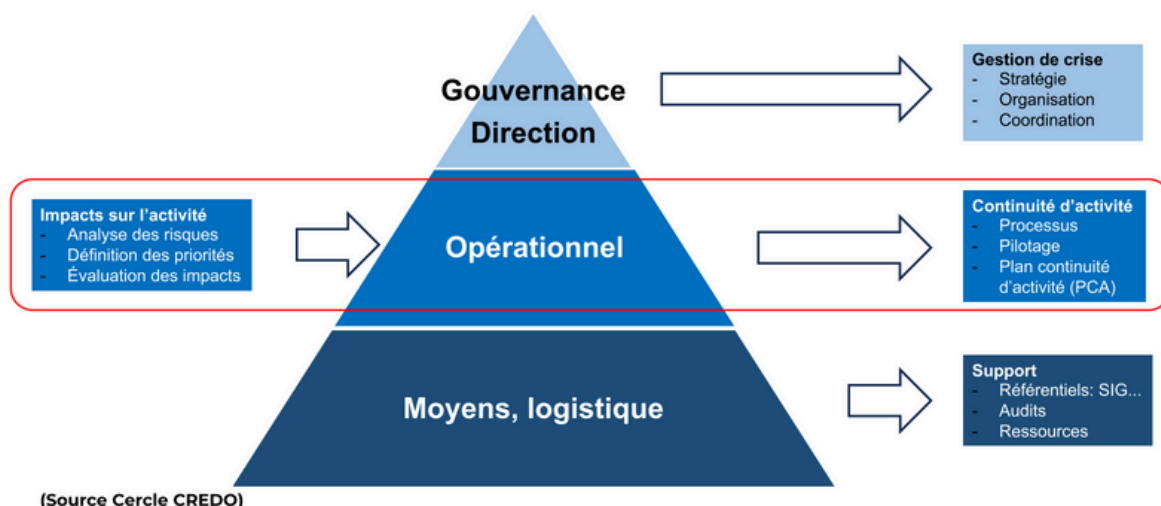 Gouvernance
Direction
Gestion de crise
- Stratégie
- Organisation
- Coordination
Impacts sur l'activité
- Analyse des risques
- Définition des priorités
- Évaluation des impacts
Opérationnel
Continuité d'activité
- Processus
- Pilotage
- Plan continuité
d'activité (PCA)
Moyens, logistique
Support
- Référentiels: SIG...
- Audits
- Ressources
(Source Cercle CREDO)